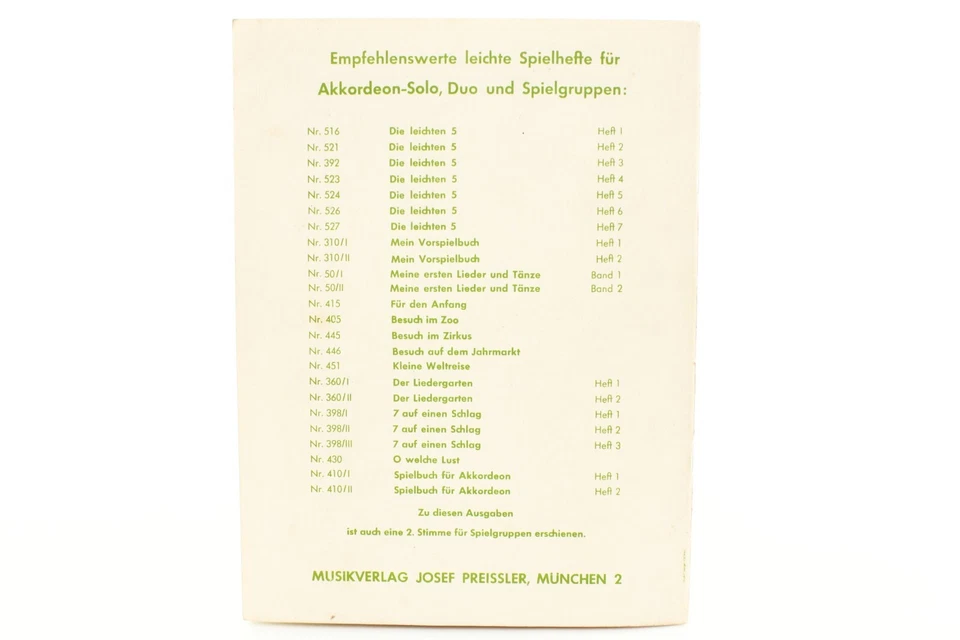 Empfehlenswerte leichte Spielhefte für
Akkordeon-Solo, Duo und Spielgruppen:
Nr. 516 Die leichten 5 Heft 1
Nr. 521 Die leichten 5 Heft 2
Nr. 392 Die leichten 5 Heft 3
Nr. 523 Die leichten 5 Heft 4
Nr. 524 Die leichten 5 Heft 5
Nr. 526 Die leichten 5 Heft 6
Nr. 527 Die leichten 5 Heft 7
Nr. 310/I Mein Vorspielbuch Heft 1
Nr. 310/II Mein Vorspielbuch Heft 2
Nr. 50/I Meine ersten Lieder und Tänze Band 1
Nr. 50/II Meine ersten Lieder und Tänze Band 2
Nr. 415 Für den Anfang
Nr. 405 Besuch im Zoo
Nr. 445 Besuch im Zirkus
Nr. 446 Besuch auf dem Jahrmarkt
Nr. 451 Kleine Weltreise
Nr. 360/I Der Liedergarten Heft 1
Nr. 360/II Der Liedergarten Heft 2
Nr. 398/I 7 auf einen Schlag Heft 1
Nr. 398/II 7 auf einen Schlag Heft 2
Nr. 398/III 7 auf einen Schlag Heft 3
Nr. 430 O welche Lust
Nr. 410/I Spielbuch für Akkordeon Heft 1
Nr. 410/II Spielbuch für Akkordeon Heft 2
Zu diesen Ausgaben
ist auch eine 2. Stimme für Spielgruppen erschienen.
MUSIKVERLAG JOSEF PREISSLER, MÜNCHEN 2